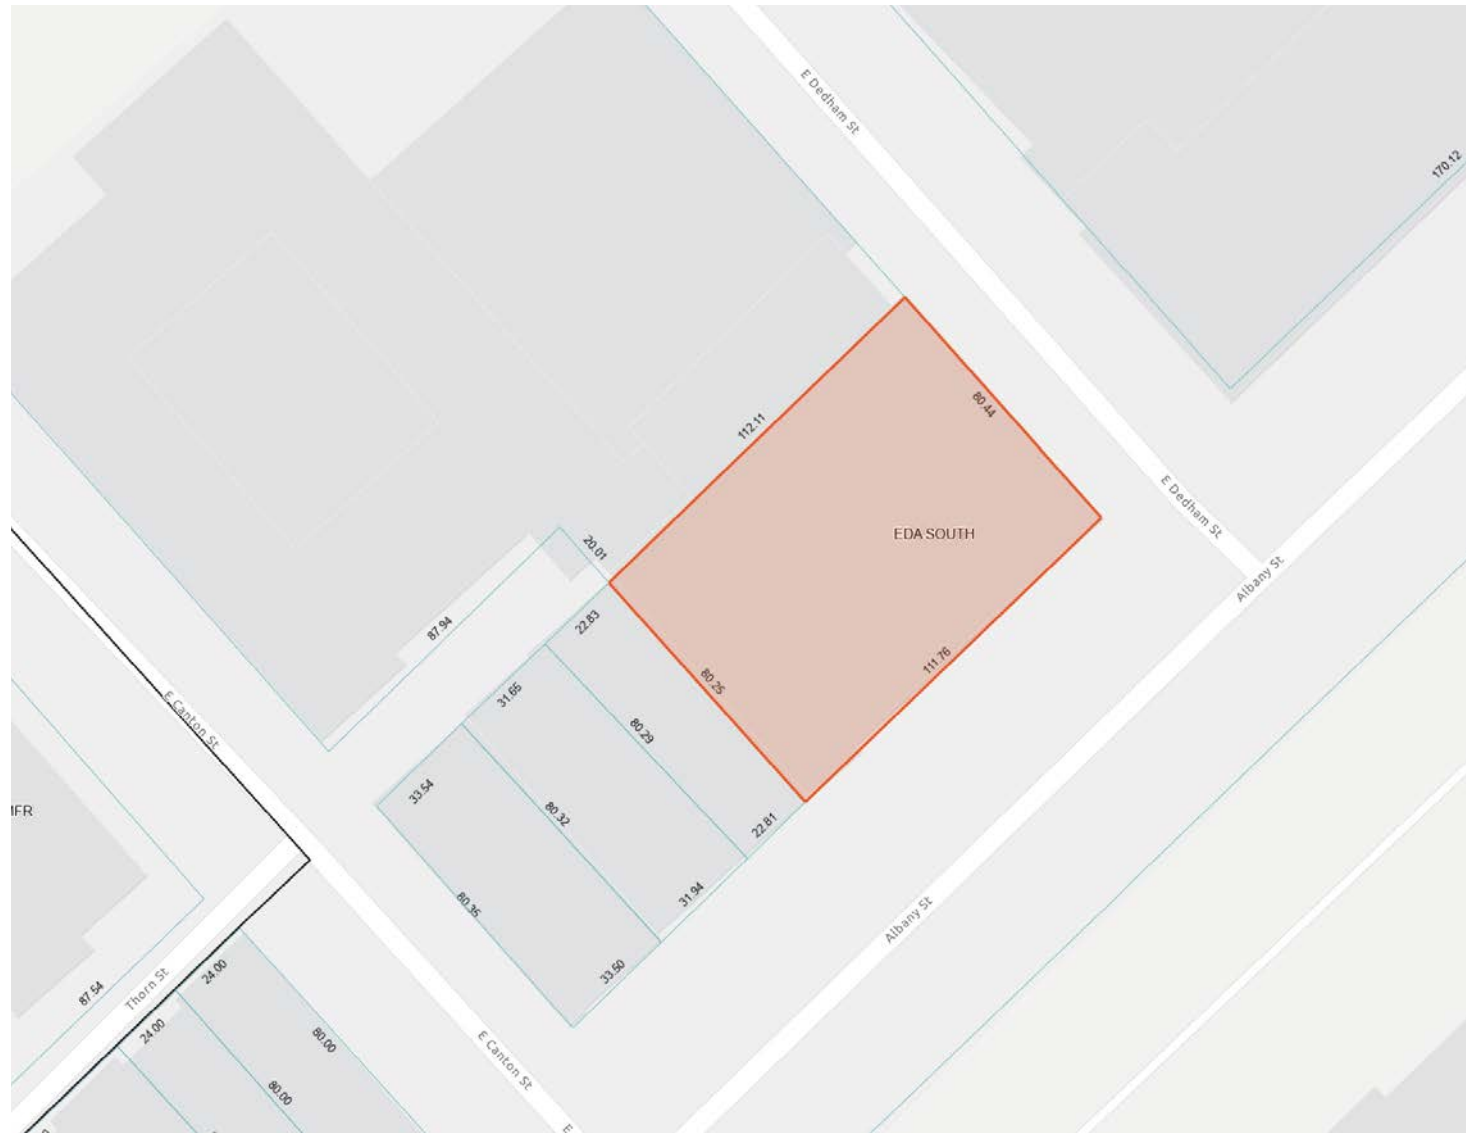 E Dedham St
170.12
80.44
112.11
E Dedham St
EDA SOUTH
20.01
Albany St
22.83
87.94
111.76
80.25
31.65
E Canton St
80.29
33.54
80.32
22.81
MFR
31.94
80.35
Albany St
33.50
24.00
87.54
Thorn St
24.00
80.00
E Canton St
80.00
E